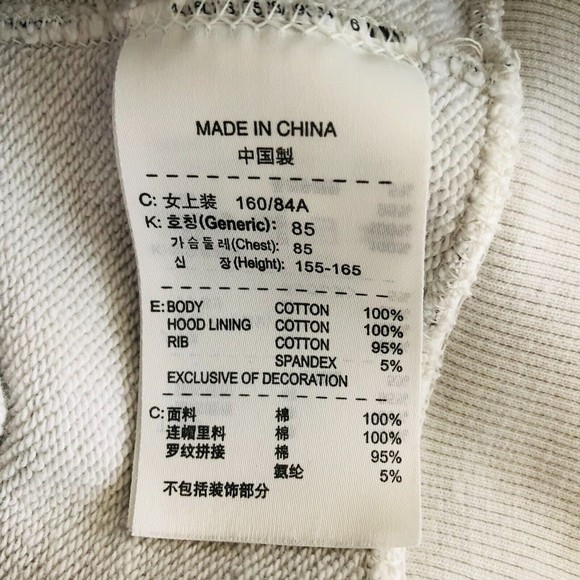 MADE IN CHINA
中国製
C: 女上装 160/84A
K: 호칭(Generic): 85
가슴둘레(Chest): 85
신 장(Height): 155-165
E: BODY COTTON 100%
HOOD LINING COTTON 100%
RIB COTTON 95%
SPANDEX 5%
EXCLUSIVE OF DECORATION
C: 面料 棉 100%
连帽里料 棉 100%
罗纹拼接 棉 95%
氨纶 5%
不包括装饰部分